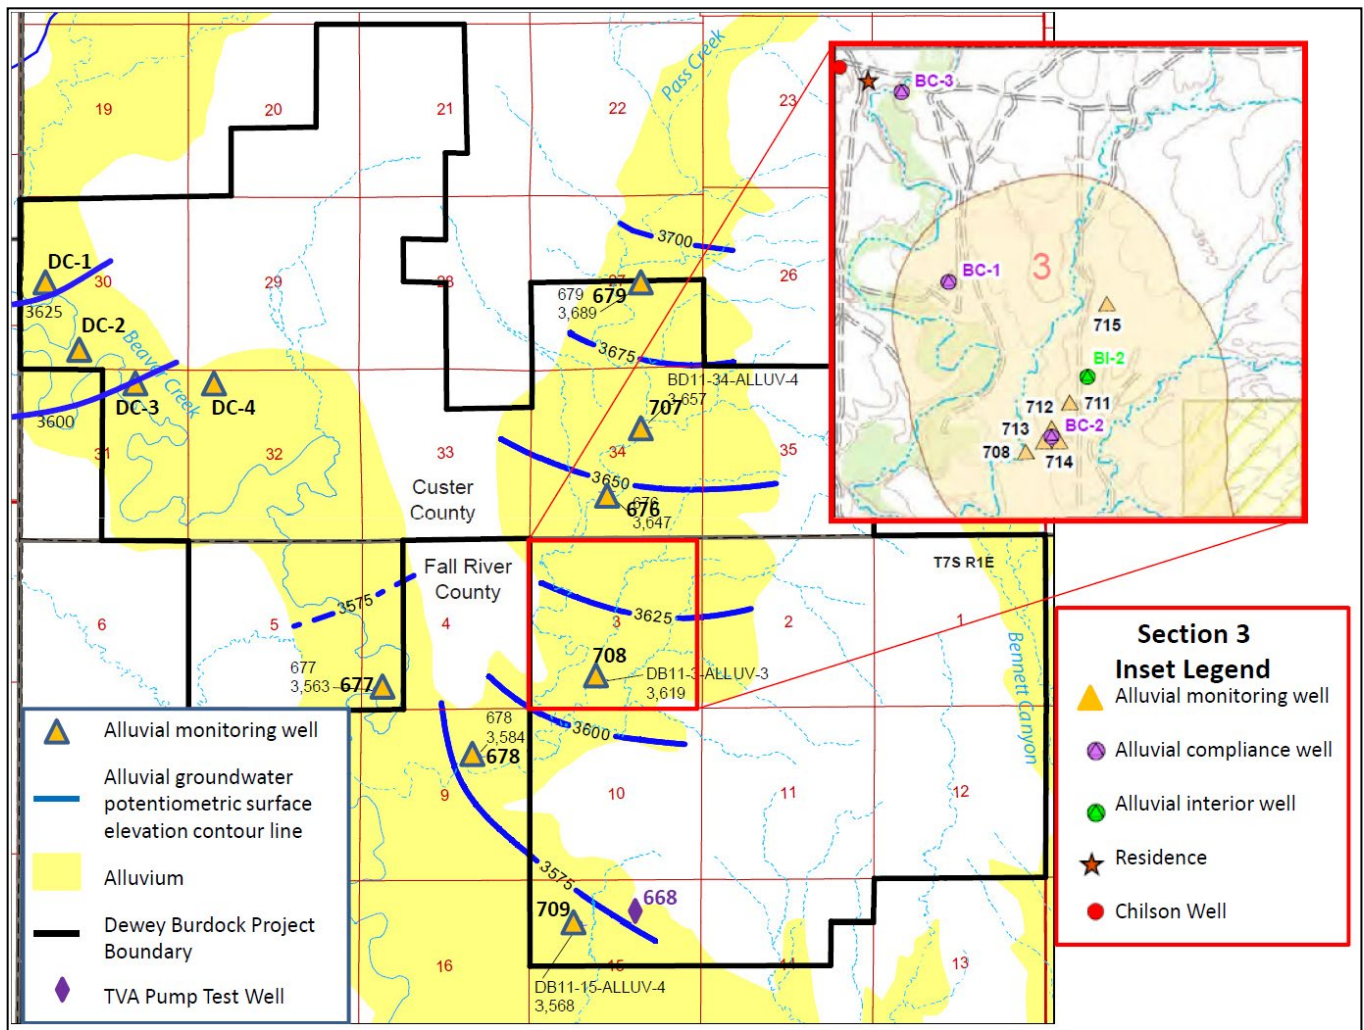 19
20
21
22
23
Pass Creek
BC-3
BC-1
3
3675
715
BI-2
712
711
713
BC-2
708
714
3700
DC-1
30
29
28
27
26
3625
679
3,689
679
DC-2
Beaver Creek
3675
BD11-34-ALLUV-4
3,657
707
DC-3
DC-4
3600
31
32
33
34
35
3650
Custer
County
676
676
3,647
T7S R1E
Fall River
County
3575
6
5
4
3
2
1
3625
708
DB11-3-ALLUV-3
3,619
677
3,563
677
Bennett Canyon
678
3,584
678
3600
9
10
11
12
3575
709
668
16
15
14
13
DB11-15-ALLUV-4
3,568
Alluvial monitoring well
Alluvial groundwater
potentiometric surface
elevation contour line
Alluvium
Dewey Burdock Project
Boundary
TVA Pump Test Well
Section 3
Inset Legend
Alluvial monitoring well
Alluvial compliance well
Alluvial interior well
Residence
Chilson Well